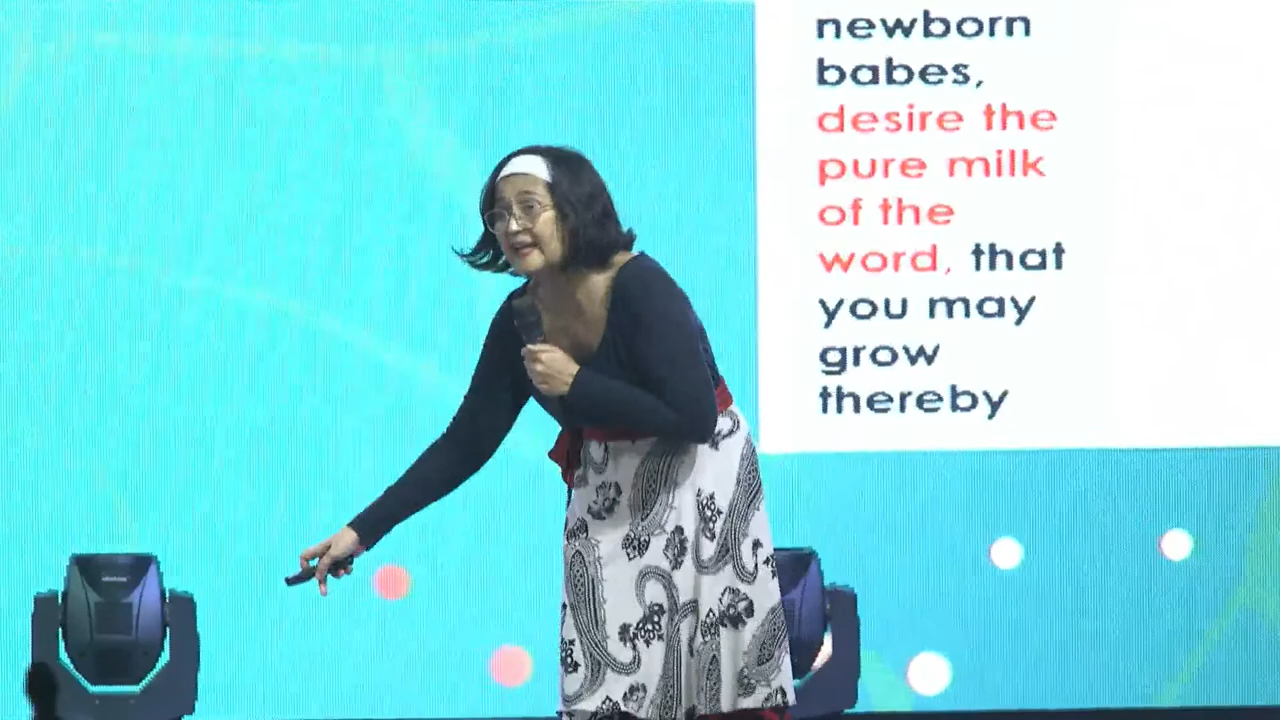 newborn
babes,
desire the
pure milk
of the
word, that
you may
grow
thereby